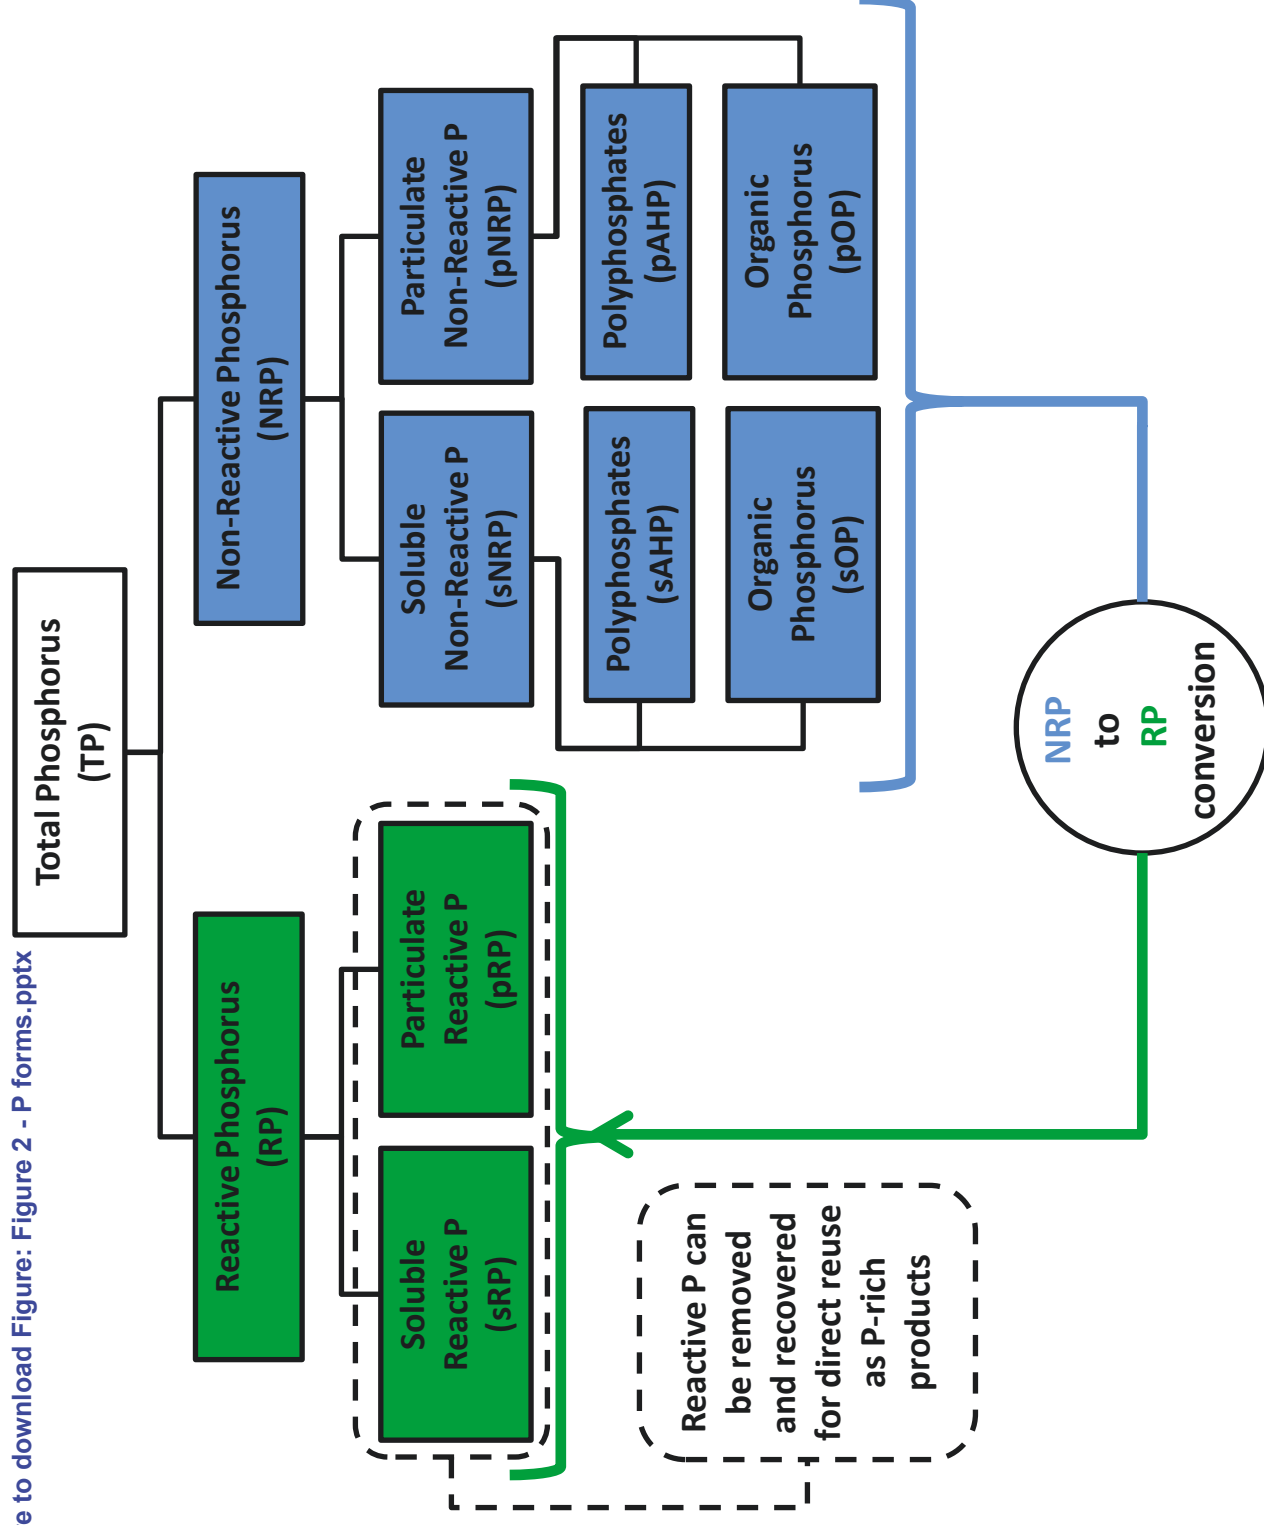 e to download Figure: Figure 2 - P forms.pptx
Total Phosphorus
(TP)
Reactive Phosphorus
(RP)
Non-Reactive Phosphorus
(NRP)
Soluble
Reactive P
(sRP)
Particulate
Reactive P
(pRP)
Soluble
Non-Reactive P
(sNRP)
Particulate
Non-Reactive P
(pNRP)
Polyphosphates
(sAHP)
Polyphosphates
(pAHP)
Organic
Phosphorus
(sOP)
Organic
Phosphorus
(pOP)
Reactive P can
be removed
and recovered
for direct reuse
as P-rich
products
NRP
to
RP
conversion